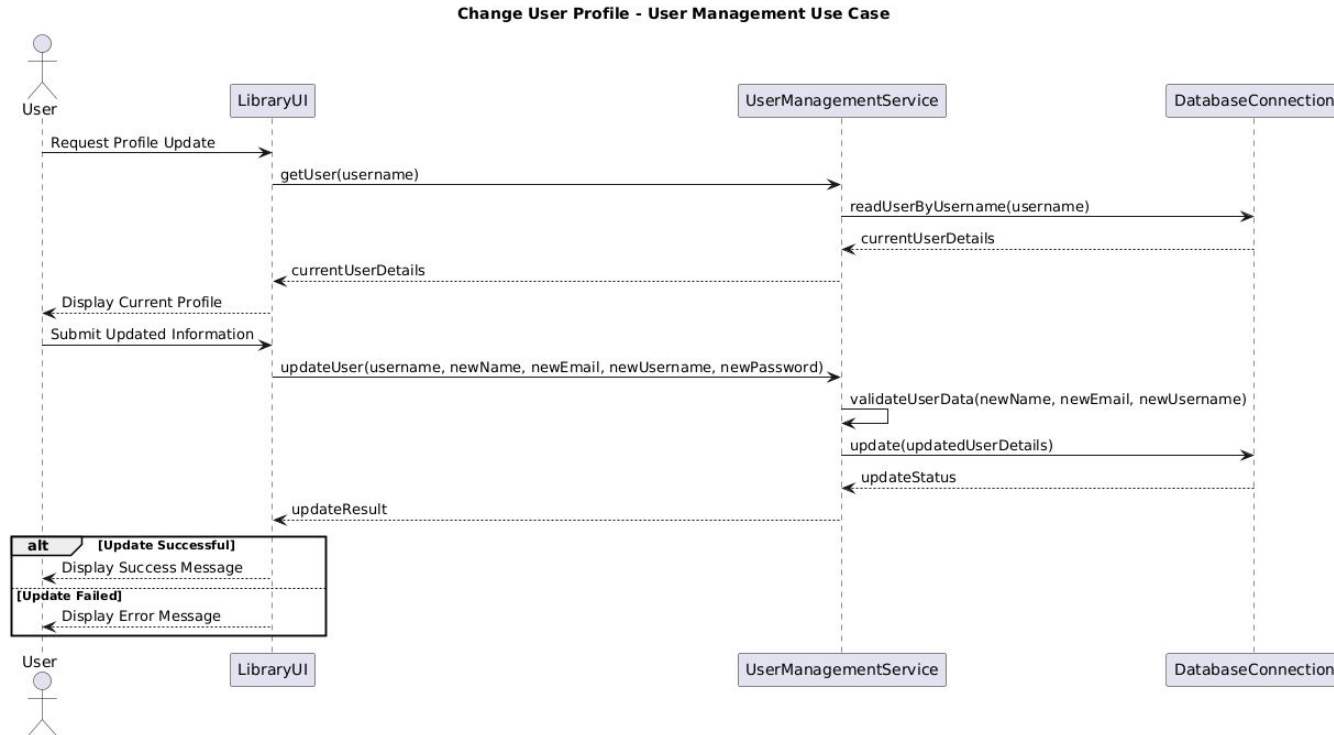 Change User Profile - User Management Use Case
User
LibraryUI
UserManagementService
DatabaseConnection
Request Profile Update
getUser(username)
readUserByUsername(username)
currentUserDetails
currentUserDetails
Display Current Profile
Submit Updated Information
updateUser(username, newName, newEmail, newUsername, newPassword)
validateUserData(newName, newEmail, newUsername)
update(updatedUserDetails)
updateStatus
updateResult
alt [Update Successful]
Display Success Message
[Update Failed]
Display Error Message
User
LibraryUI
UserManagementService
DatabaseConnection